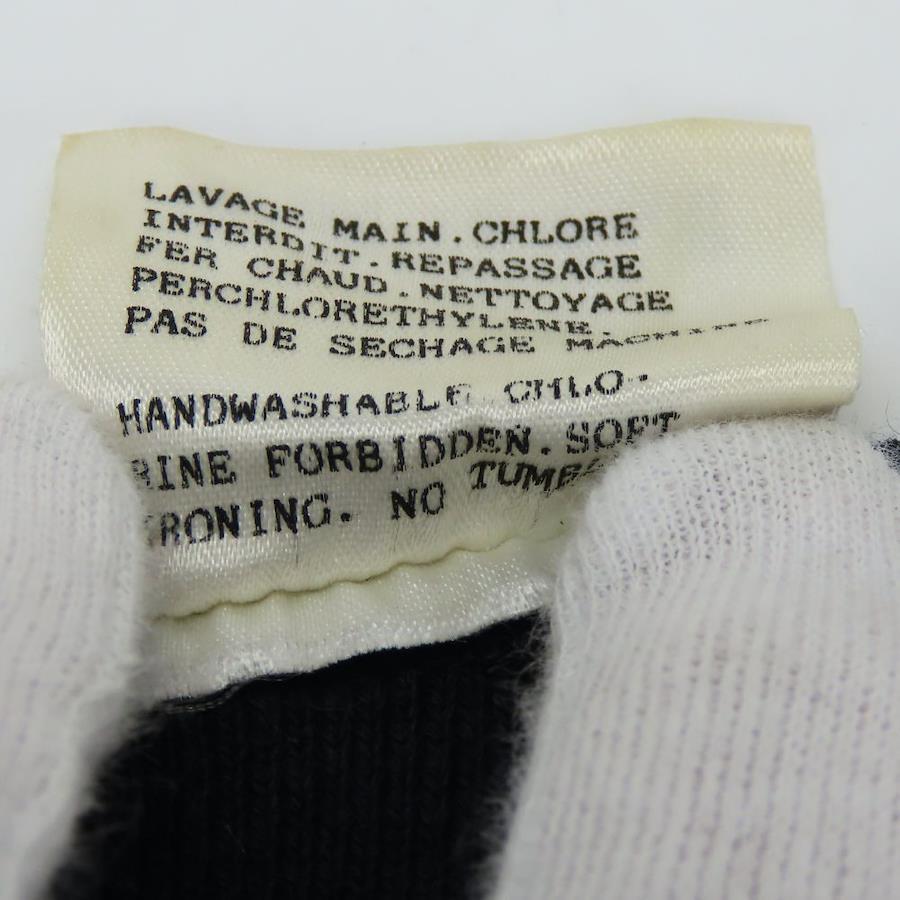 LAVAGE MAIN.CHLORE
INTERDIT.REPASSAGE
FER CHAUD.NETTOYAGE
PERCHLORETHYLENE.
PAS DE SECHAGE MACHINE
HANDWASHABLE CHLO-
RINE FORBIDDEN.SOFT
IRONING. NO